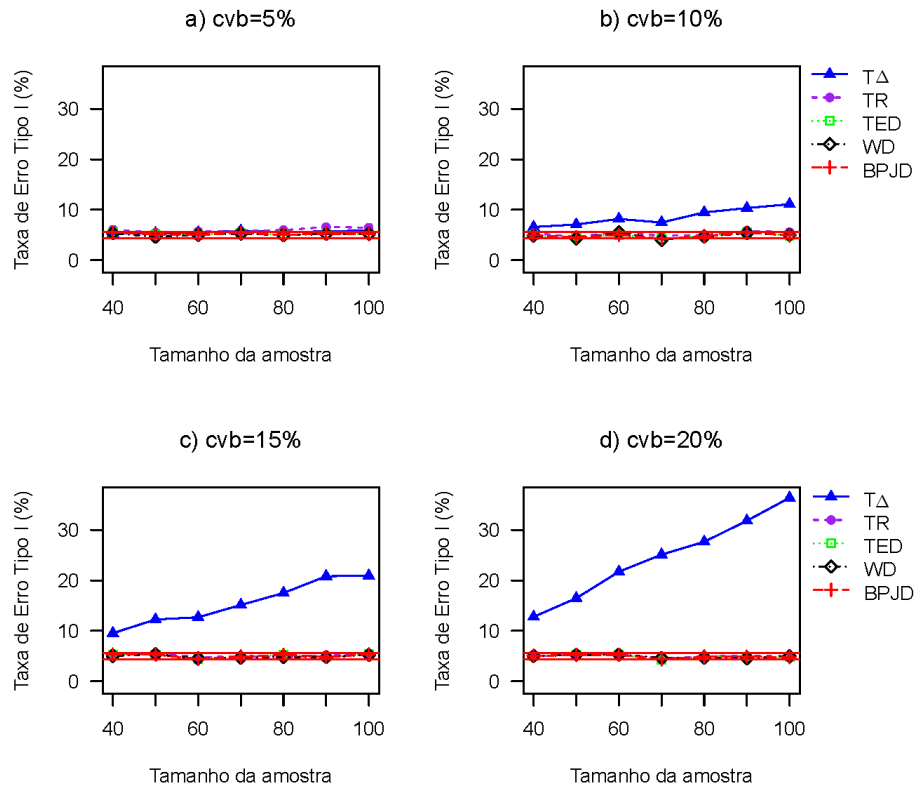 a) cvb=5%
Taxa de Erro Tipo I (%)
30
20
10
0
40
60
80
100
Tamanho da amostra
b) cvb=10%
Taxa de Erro Tipo I (%)
30
20
10
0
40
60
80
100
Tamanho da amostra
TΔ
TR
TED
WD
BPJD
c) cvb=15%
Taxa de Erro Tipo I (%)
30
20
10
0
40
60
80
100
Tamanho da amostra
d) cvb=20%
Taxa de Erro Tipo I (%)
30
20
10
0
40
60
80
100
Tamanho da amostra
TΔ
TR
TED
WD
BPJD